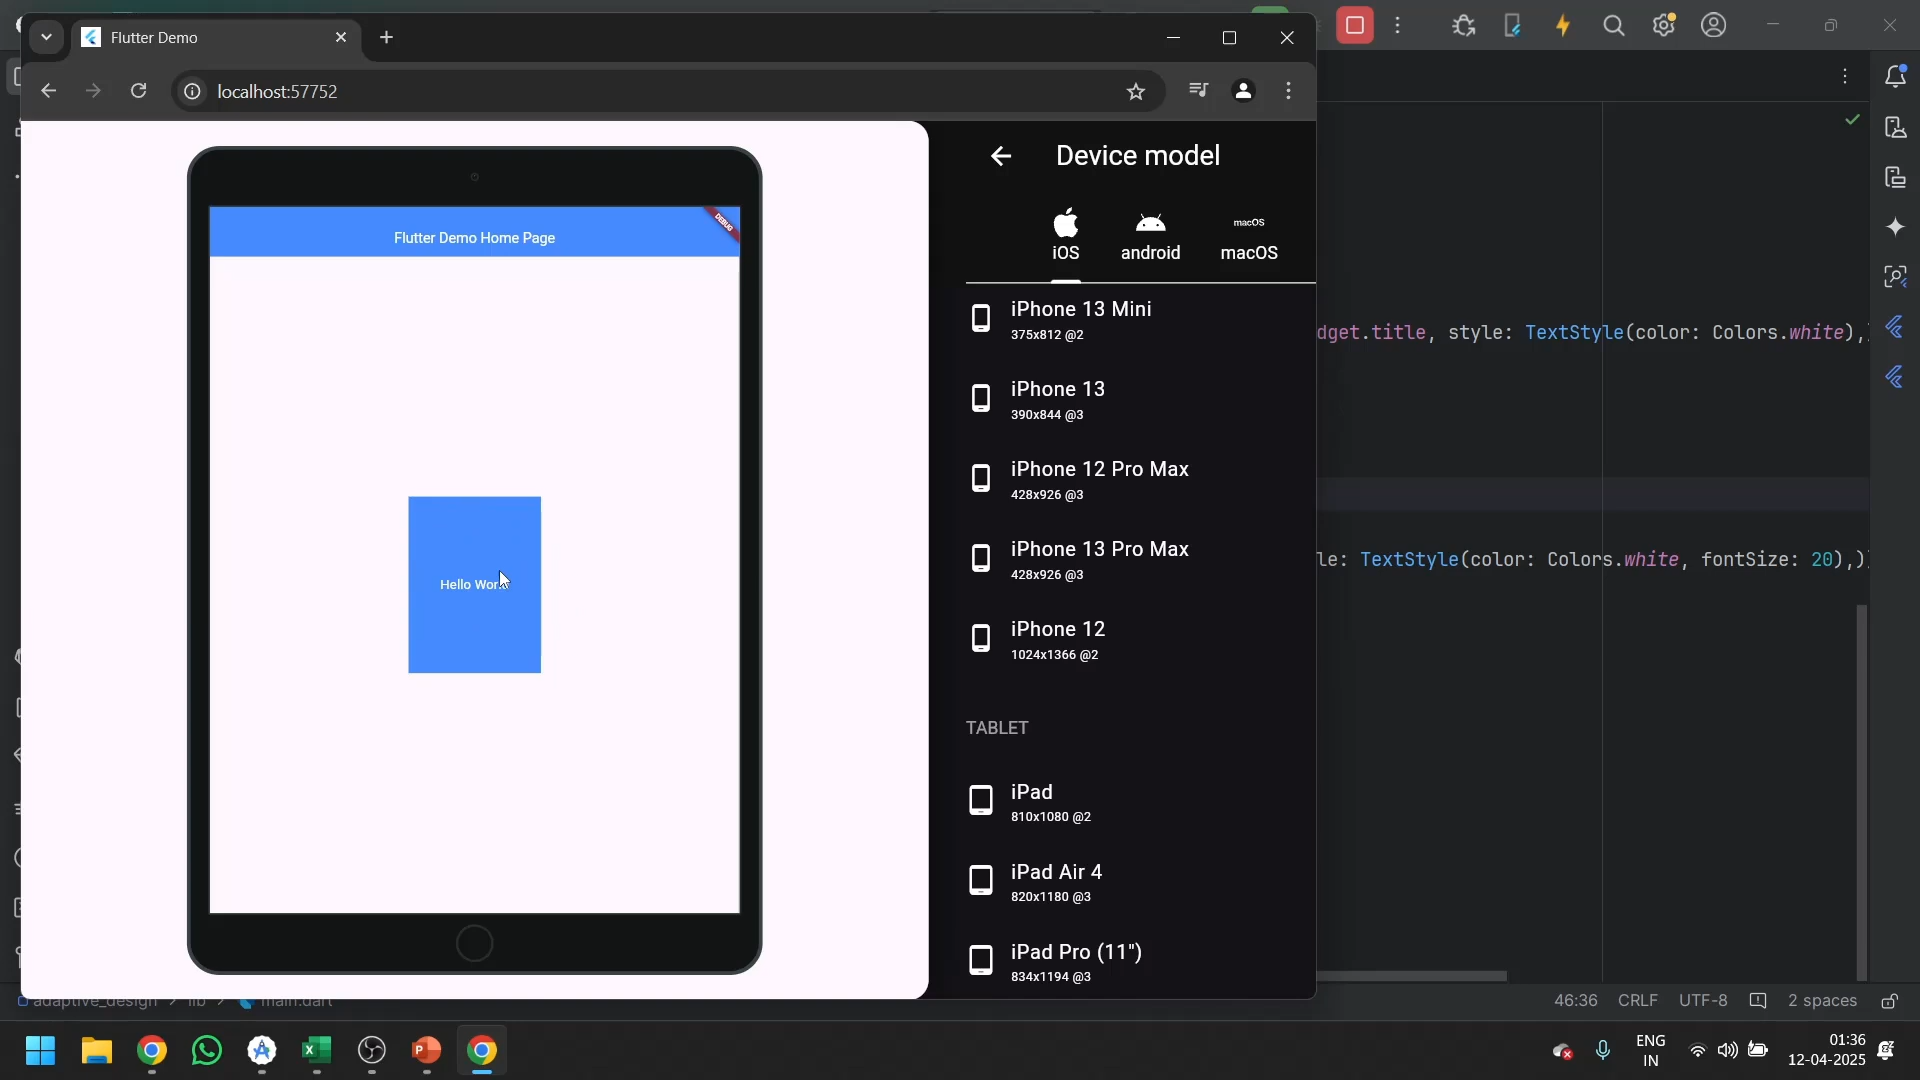 Flutter Demo
localhost:57752
Device model
iOS
android
macOS
macOS
DEBUG
Flutter Demo Home Page
iPhone 13 Mini
375x812 @2
dget.title, style: TextStyle(color: Colors.white),
iPhone 13
390x844 @3
iPhone 12 Pro Max
428x926 @3
iPhone 13 Pro Max
428x926 @3
le: TextStyle(color: Colors.white, fontSize: 20),)
Hello
iPhone 12
1024x1366 @2
TABLET
iPad
810x1080 @2
iPad Air 4
820x1180 @3
iPad Pro (11")
834x1194 @3
adaptive_design > lib > main.dart
46:36 CRLF UTF-8 2 spaces
ENG
IN
01:36
12-04-2025